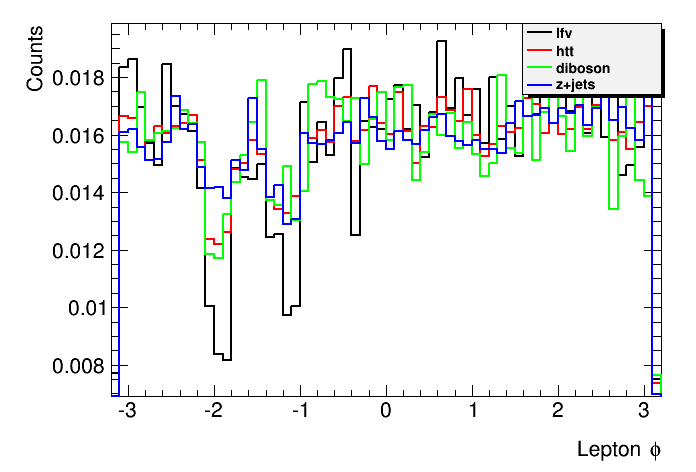 Counts
lfv
htt
diboson
z+jets
0.018
0.016
0.014
0.012
0.01
0.008
-3 -2 -1 0 1 2 3
Lepton ϕ